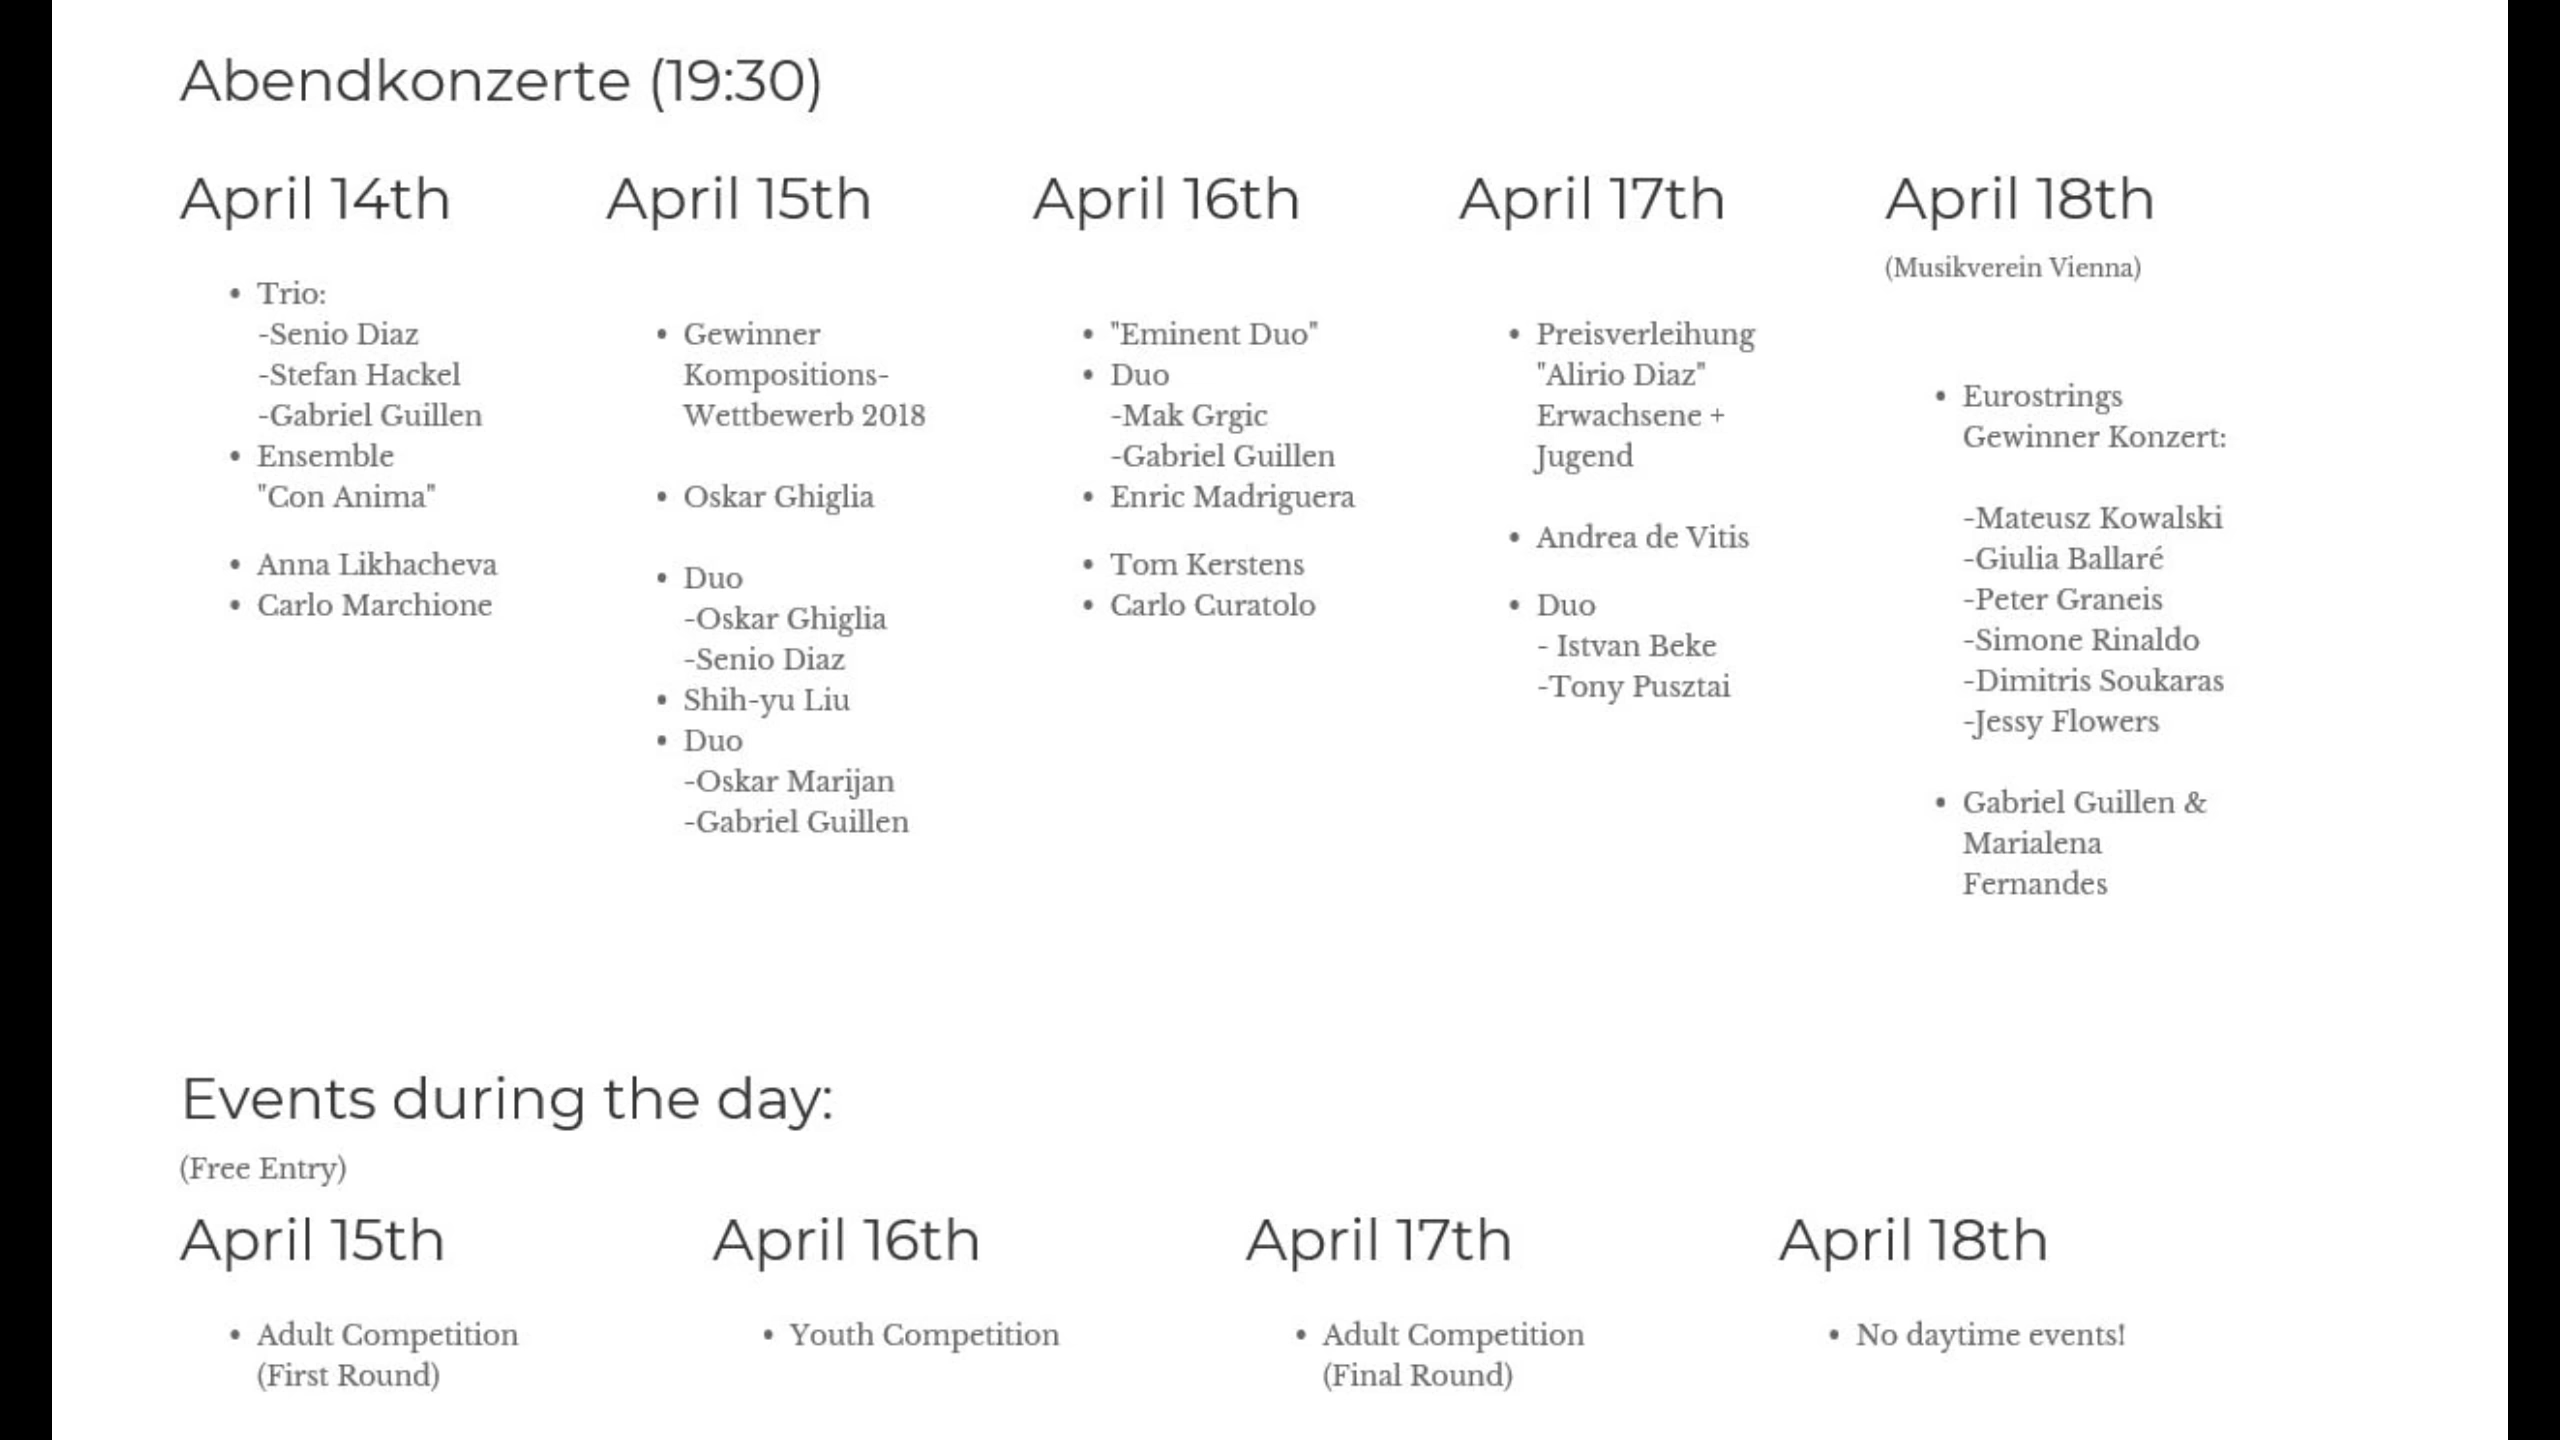 Abendkonzerte (19:30)
April 14th
• Trio:
-Senio Diaz
-Stefan Hackel
-Gabriel Guillen
• Ensemble
"Con Anima"
• Anna Likhacheva
• Carlo Marchione
April 15th
• Gewinner
Kompositions-
Wettbewerb 2018
• Oskar Ghiglia
• Duo
-Oskar Ghiglia
-Senio Diaz
• Shih-yu Liu
• Duo
-Oskar Marijan
-Gabriel Guillen
April 16th
• "Eminent Duo"
• Duo
-Mak Grgic
-Gabriel Guillen
• Enric Madriguera
• Tom Kerstens
• Carlo Curatolo
April 17th
• Preisverleihung
"Alirio Diaz"
Erwachsene +
Jugend
• Andrea de Vitis
• Duo
- Istvan Beke
-Tony Pusztai
April 18th
(Musikverein Vienna)
• Eurostrings
Gewinner Konzert:
-Mateusz Kowalski
-Giulia Ballaré
-Peter Graneis
-Simone Rinaldo
-Dimitris Soukaras
-Jessy Flowers
• Gabriel Guillen &
Marialena
Fernandes
Events during the day:
(Free Entry)
April 15th
• Adult Competition
(First Round)
April 16th
• Youth Competition
April 17th
• Adult Competition
(Final Round)
April 18th
• No daytime events!